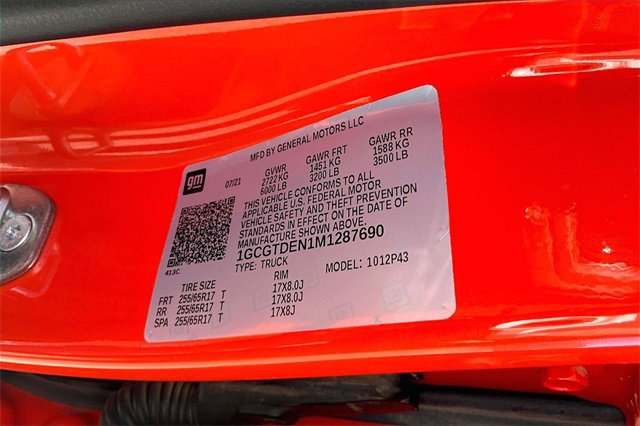 MFD BY GENERAL MOTORS LLC
gm
07/21
GVWR GAWR FRT GAWR RR
2722 KG 1451 KG 1588 KG
6000 LB 3200 LB 3500 LB
THIS VEHICLE CONFORMS TO ALL
APPLICABLE U.S. FEDERAL MOTOR
VEHICLE SAFETY AND THEFT PREVENTION
STANDARDS IN EFFECT ON THE DATE OF
MANUFACTURE SHOWN ABOVE.
1GCGTDEN1M1287690
413C
TYPE: TRUCK MODEL: 1012P43
TIRE SIZE RIM
FRT 255/65R17 T 17X8.0J
RR 255/65R17 T 17X8.0J
SPA 255/65R17 T 17X8J